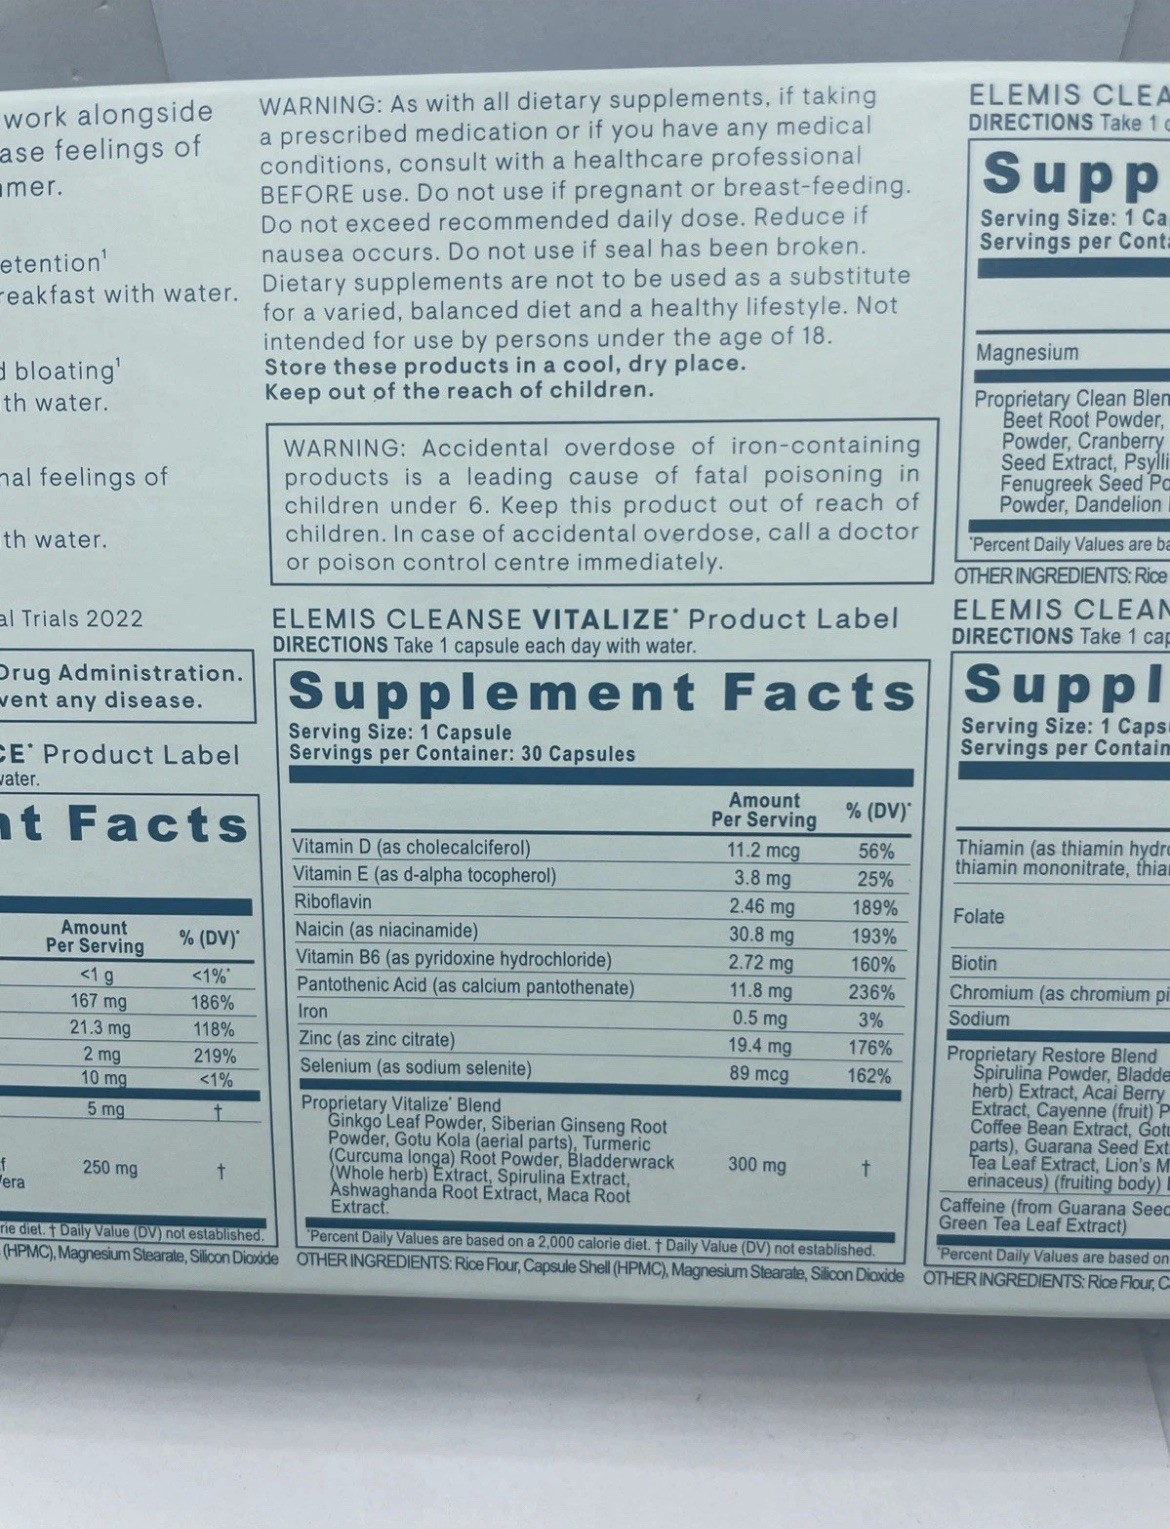 work alongside
ase feelings of
mer.
etention¹
reakfast with water.
d bloating¹
th water.
nal feelings of
th water.
al Trials 2022
Drug Administration.
vent any disease.
CE* Product Label
vater.
nt Facts
Amount
Per Serving % (DV)*
<1 g <1%*
167 mg 186%
21.3 mg 118%
2 mg 219%
10 mg <1%
5 mg †
f
Vera 250 mg †
rie diet. † Daily Value (DV) not established.
(HPMC), Magnesium Stearate, Silicon Dioxide
WARNING: As with all dietary supplements, if taking
a prescribed medication or if you have any medical
conditions, consult with a healthcare professional
BEFORE use. Do not use if pregnant or breast-feeding.
Do not exceed recommended daily dose. Reduce if
nausea occurs. Do not use if seal has been broken.
Dietary supplements are not to be used as a substitute
for a varied, balanced diet and a healthy lifestyle. Not
intended for use by persons under the age of 18.
Store these products in a cool, dry place.
Keep out of the reach of children.
WARNING: Accidental overdose of iron-containing
products is a leading cause of fatal poisoning in
children under 6. Keep this product out of reach of
children. In case of accidental overdose, call a doctor
or poison control centre immediately.
ELEMIS CLEANSE VITALIZE* Product Label
DIRECTIONS Take 1 capsule each day with water.
Supplement Facts
Serving Size: 1 Capsule
Servings per Container: 30 Capsules
Amount
Per Serving % (DV)*
Vitamin D (as cholecalciferol) 11.2 mcg 56%
Vitamin E (as d-alpha tocopherol) 3.8 mg 25%
Riboflavin 2.46 mg 189%
Naicin (as niacinamide) 30.8 mg 193%
Vitamin B6 (as pyridoxine hydrochloride) 2.72 mg 160%
Pantothenic Acid (as calcium pantothenate) 11.8 mg 236%
Iron 0.5 mg 3%
Zinc (as zinc citrate) 19.4 mg 176%
Selenium (as sodium selenite) 89 mcg 162%
Proprietary Vitalize* Blend
Ginkgo Leaf Powder, Siberian Ginseng Root
Powder, Gotu Kola (aerial parts), Turmeric
(Curcuma longa) Root Powder, Bladderwrack
(Whole herb) Extract, Spirulina Extract, 300 mg †
Ashwaghanda Root Extract, Maca Root
Extract.
*Percent Daily Values are based on a 2,000 calorie diet. † Daily Value (DV) not established.
OTHER INGREDIENTS: Rice Flour, Capsule Shell (HPMC), Magnesium Stearate, Silicon Dioxide
ELEMIS CLEA
DIRECTIONS Take 1 c
Supp
Serving Size: 1 Ca
Servings per Conta
Magnesium
Proprietary Clean Blen
Beet Root Powder,
Powder, Cranberry
Seed Extract, Psylli
Fenugreek Seed Po
Powder, Dandelion
*Percent Daily Values are ba
OTHER INGREDIENTS: Rice
ELEMIS CLEAN
DIRECTIONS Take 1 cap
Suppl
Serving Size: 1 Caps
Servings per Contain
Thiamin (as thiamin hydro
thiamin mononitrate, thia
Folate
Biotin
Chromium (as chromium pi
Sodium
Proprietary Restore Blend
Spirulina Powder, Bladde
herb) Extract, Acai Berry
Extract, Cayenne (fruit) P
Coffee Bean Extract, Gotu
parts), Guarana Seed Ext
Tea Leaf Extract, Lion's M
erinaceus) (fruiting body)
Caffeine (from Guarana Seed
Green Tea Leaf Extract)
*Percent Daily Values are based on
OTHER INGREDIENTS: Rice Flour, C